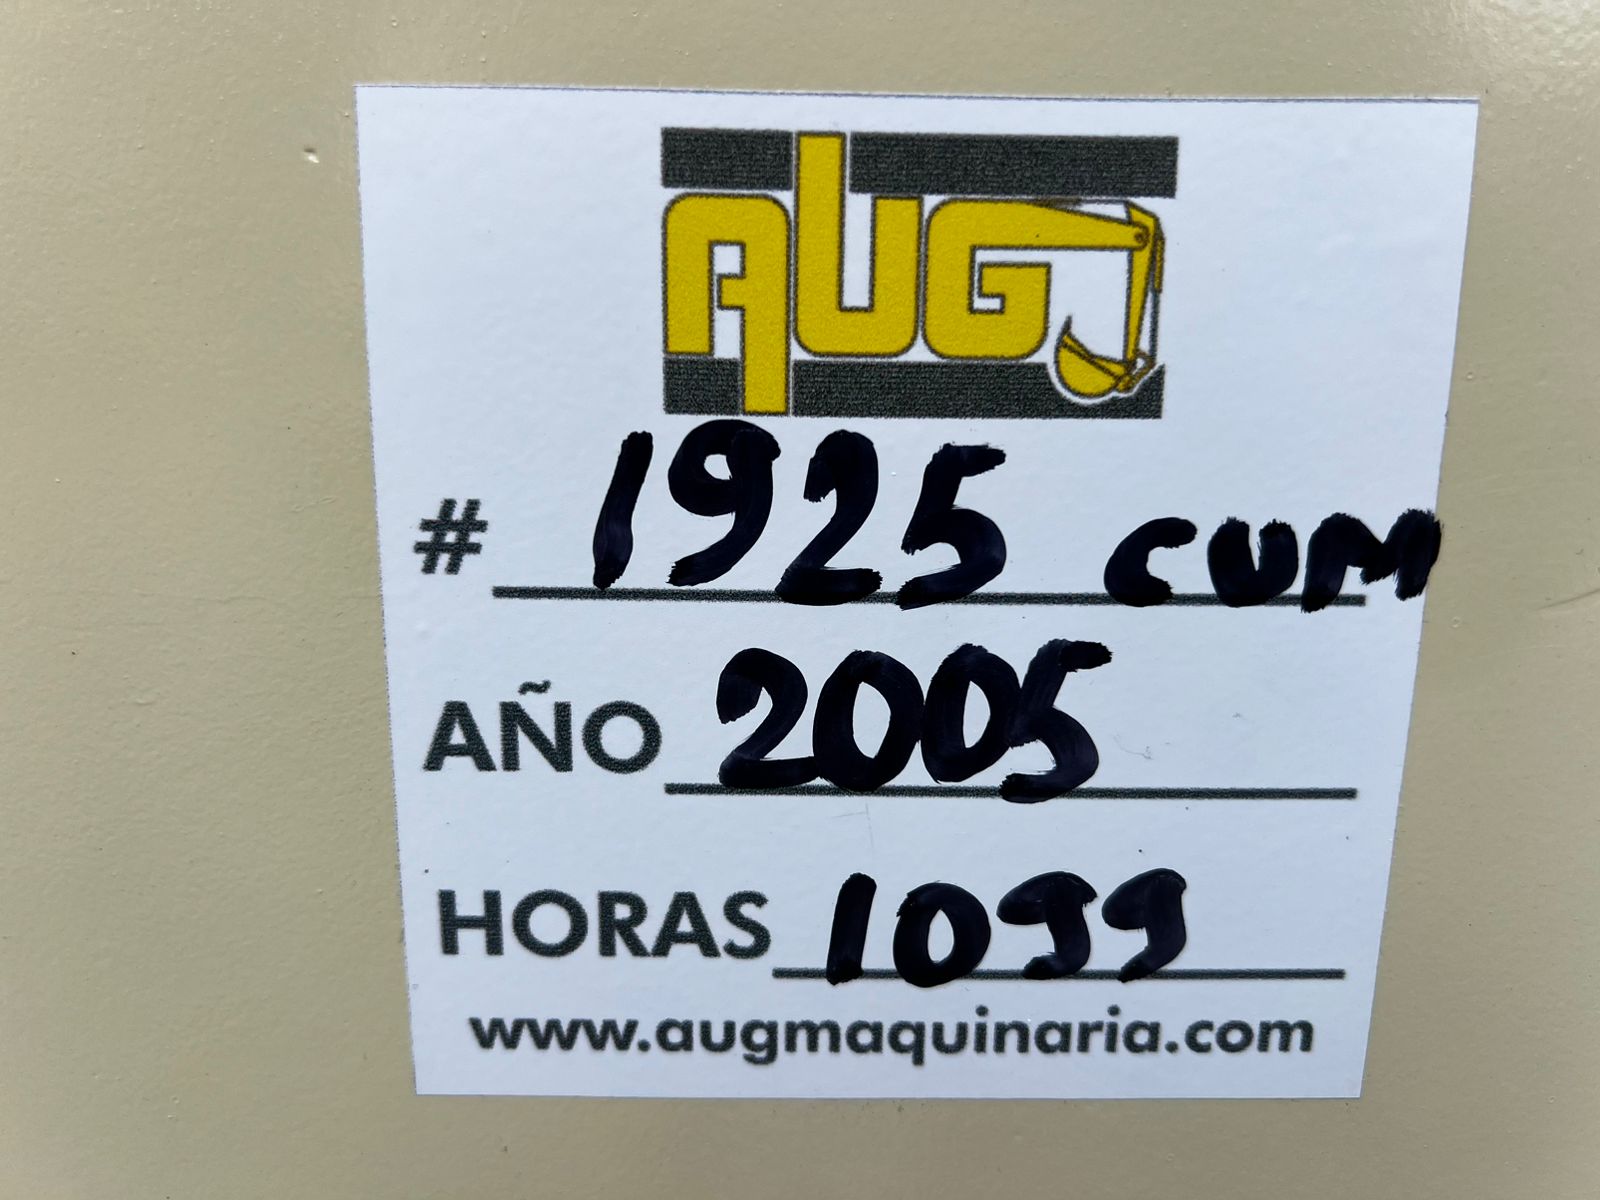 AUG
# 1925 CUM
AÑO 2005
HORAS 1099
www.augmaquinaria.com